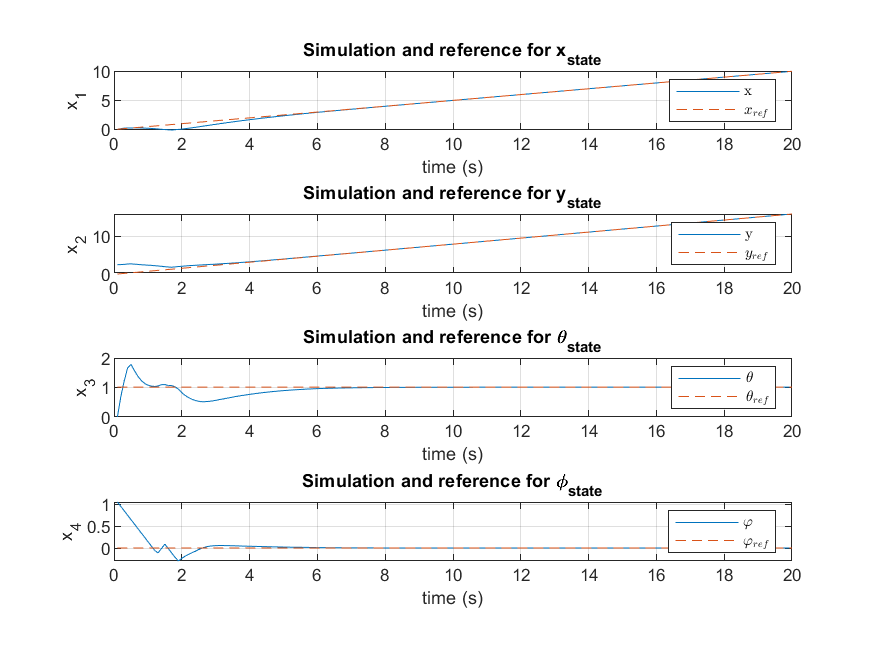 Simulation and reference for x_state
10
5
0
x_1
x
x_ref
0 2 4 6 8 10 12 14 16 18 20
time (s)
Simulation and reference for y_state
10
0
x_2
y
y_ref
0 2 4 6 8 10 12 14 16 18 20
time (s)
Simulation and reference for θ_state
2
1
0
x_3
θ
θ_ref
0 2 4 6 8 10 12 14 16 18 20
time (s)
Simulation and reference for ϕ_state
1
0.5
0
x_4
φ
φ_ref
0 2 4 6 8 10 12 14 16 18 20
time (s)